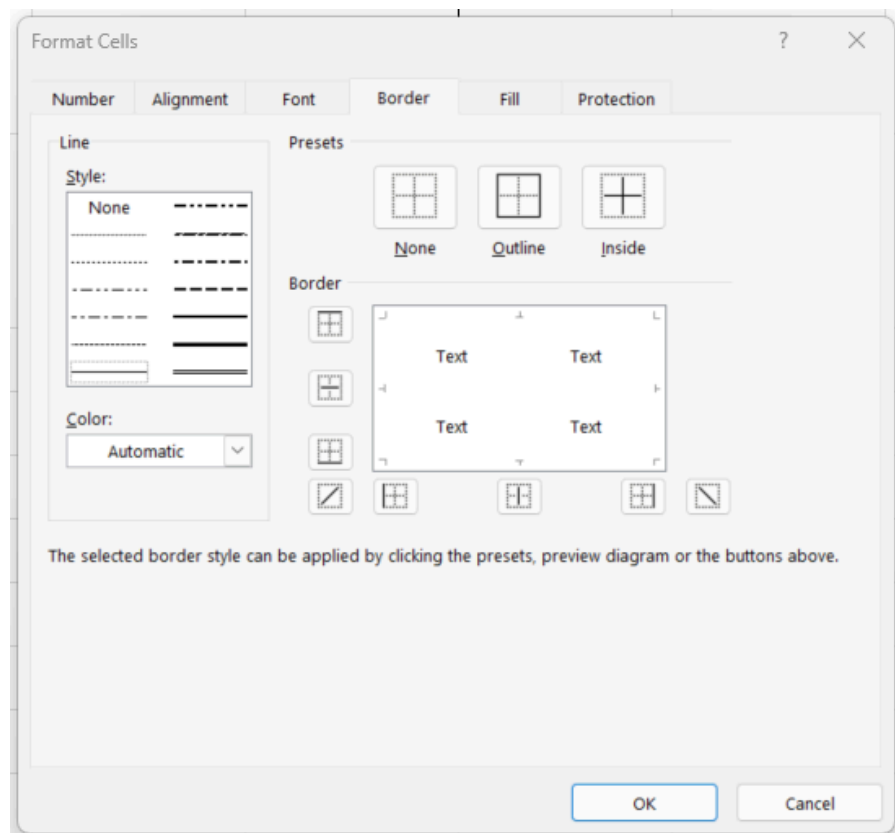 Format Cells ?
Number Alignment Font Border Fill Protection
Line
Style:
None
Color:
Automatic
Presets
None Outline Inside
Border
Text Text
Text Text
The selected border style can be applied by clicking the presets, preview diagram or the buttons above.
OK Cancel